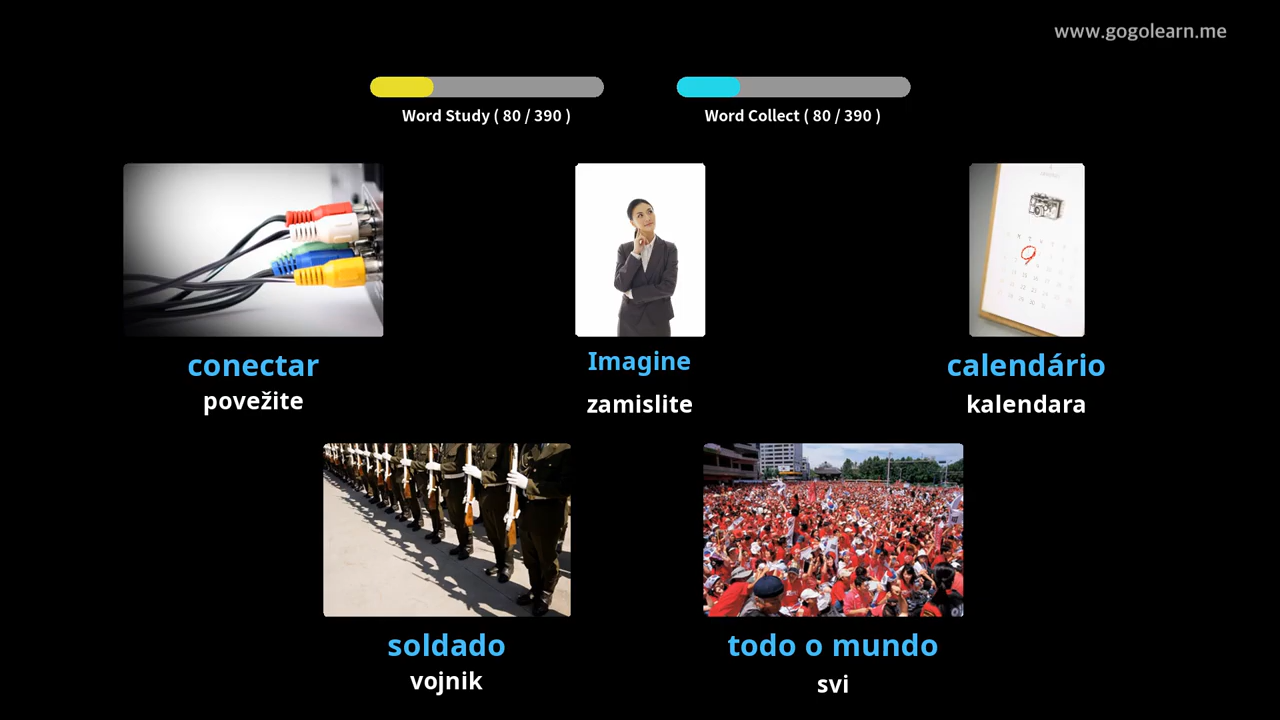 www.gogolearn.me
Word Study ( 80 / 390 )
Word Collect ( 80 / 390 )
conectar
povežite
Imagine
zamislite
calendário
kalendara
soldado
vojnik
todo o mundo
svi